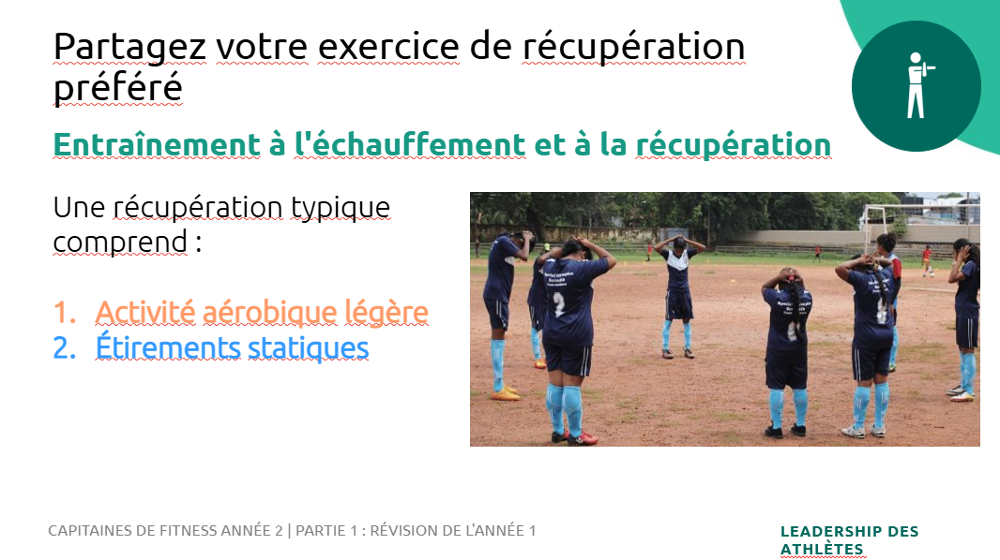 Partagez votre exercice de récupération
préféré
Entraînement à l'échauffement et à la récupération
Une récupération typique
comprend :
1. Activité aérobique légère
2. Étirements statiques
2
CAPITAINES DE FITNESS ANNÉE 2 | PARTIE 1 : RÉVISION DE L'ANNÉE 1
LEADERSHIP DES
ATHLÈTES